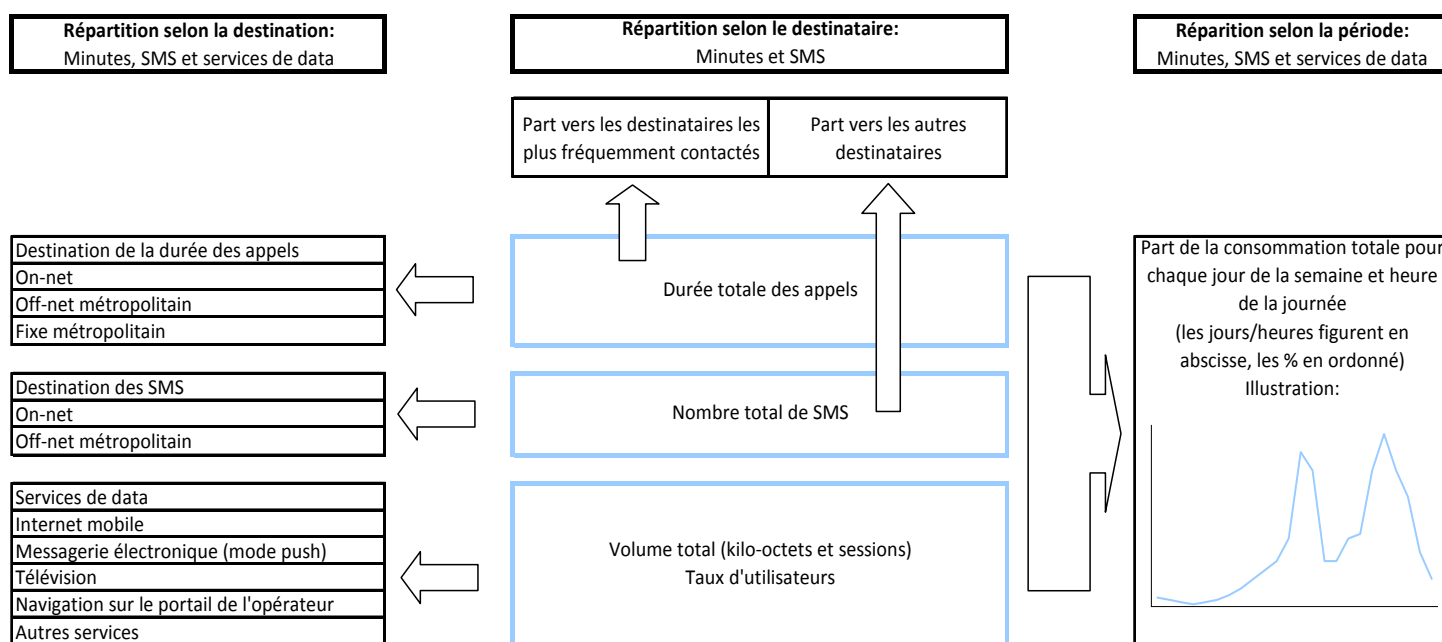 Répartition selon la destination:
Minutes, SMS et services de data
Répartition selon le destinataire:
Minutes et SMS
Réparition selon la période:
Minutes, SMS et services de data
Part vers les destinataires les
plus fréquemment contactés
Part vers les autres
destinataires
Destination de la durée des appels
On-net
Off-net métropolitain
Fixe métropolitain
Durée totale des appels
Destination des SMS
On-net
Off-net métropolitain
Nombre total de SMS
Services de data
Internet mobile
Messagerie électronique (mode push)
Télévision
Navigation sur le portail de l'opérateur
Autres services
Volume total (kilo-octets et sessions)
Taux d'utilisateurs
Part de la consommation totale pour
chaque jour de la semaine et heure
de la journée
(les jours/heures figurent en
abscisse, les % en ordonné)
Illustration: